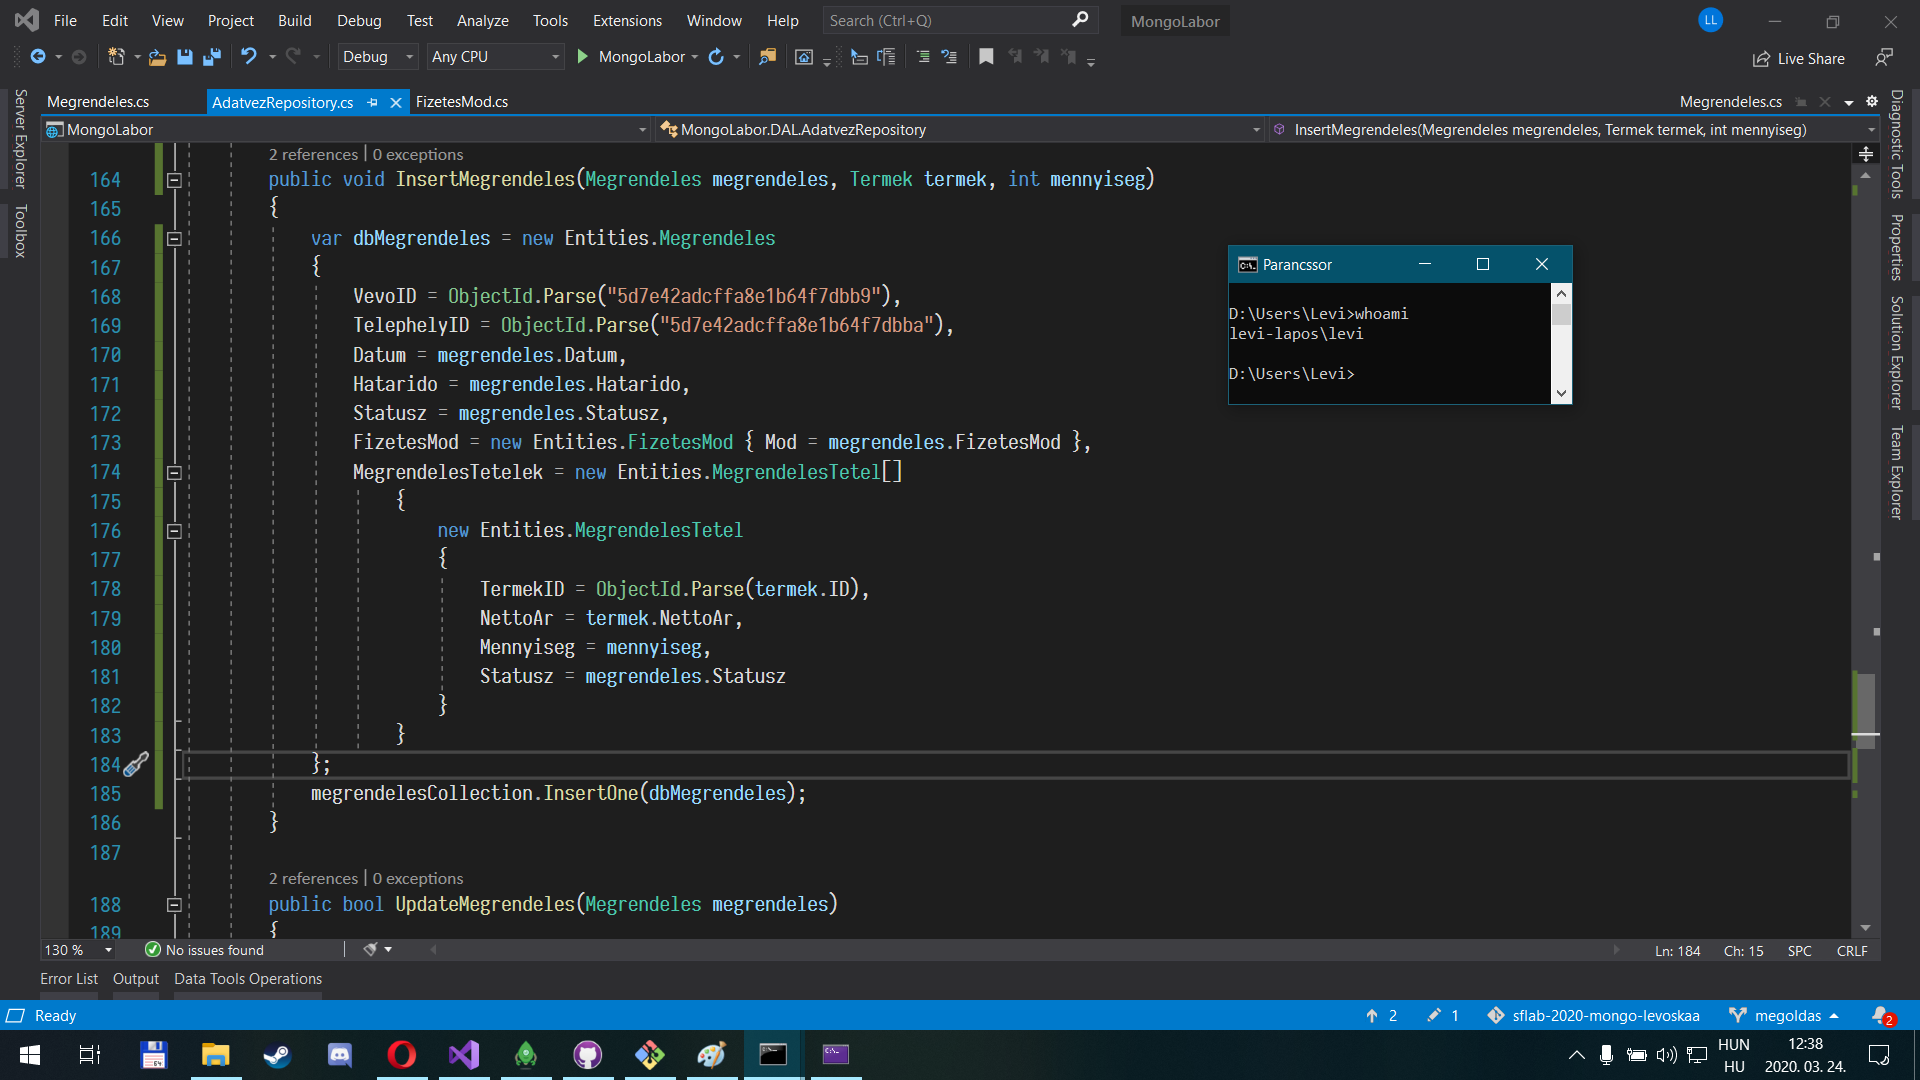 File Edit View Project Build Debug Test Analyze Tools Extensions Window Help Search (Ctrl+Q) MongoLabor LL
Debug Any CPU MongoLabor Live Share
Megrendeles.cs AdatvezRepository.cs FizetesMod.cs Megrendeles.cs
MongoLabor MongoLabor.DAL.AdatvezRepository InsertMegrendeles(Megrendeles megrendeles, Termek termek, int mennyiseg)
Server Explorer
Toolbox
2 references | 0 exceptions
164 public void InsertMegrendeles(Megrendeles megrendeles, Termek termek, int mennyiseg)
165 {
166 var dbMegrendeles = new Entities.Megrendeles
167 {
168 VevoID = ObjectId.Parse("5d7e42adcffa8e1b64f7dbb9"),
169 TelephelyID = ObjectId.Parse("5d7e42adcffa8e1b64f7dbba"),
170 Datum = megrendeles.Datum,
171 Hatarido = megrendeles.Hatarido,
172 Statusz = megrendeles.Statusz,
173 FizetesMod = new Entities.FizetesMod { Mod = megrendeles.FizetesMod },
174 MegrendelesTetelek = new Entities.MegrendelesTetel[]
175 {
176 new Entities.MegrendelesTetel
177 {
178 TermekID = ObjectId.Parse(termek.ID),
179 NettoAr = termek.NettoAr,
180 Mennyiseg = mennyiseg,
181 Statusz = megrendeles.Statusz
182 }
183 }
184 };
185 megrendelesCollection.InsertOne(dbMegrendeles);
186 }
187
2 references | 0 exceptions
188 public bool UpdateMegrendeles(Megrendeles megrendeles)
189 {
Parancssor
D:\Users\Levi>whoami
levi-lapos\levi
D:\Users\Levi>
Diagnostic Tools
Properties
Solution Explorer
Team Explorer
130 % No issues found Ln: 184 Ch: 15 SPC CRLF
Error List Output Data Tools Operations
Ready 2 1 sflab-2020-mongo-levoskaa megoldas 2
HUN 12:38
HU 2020. 03. 24.